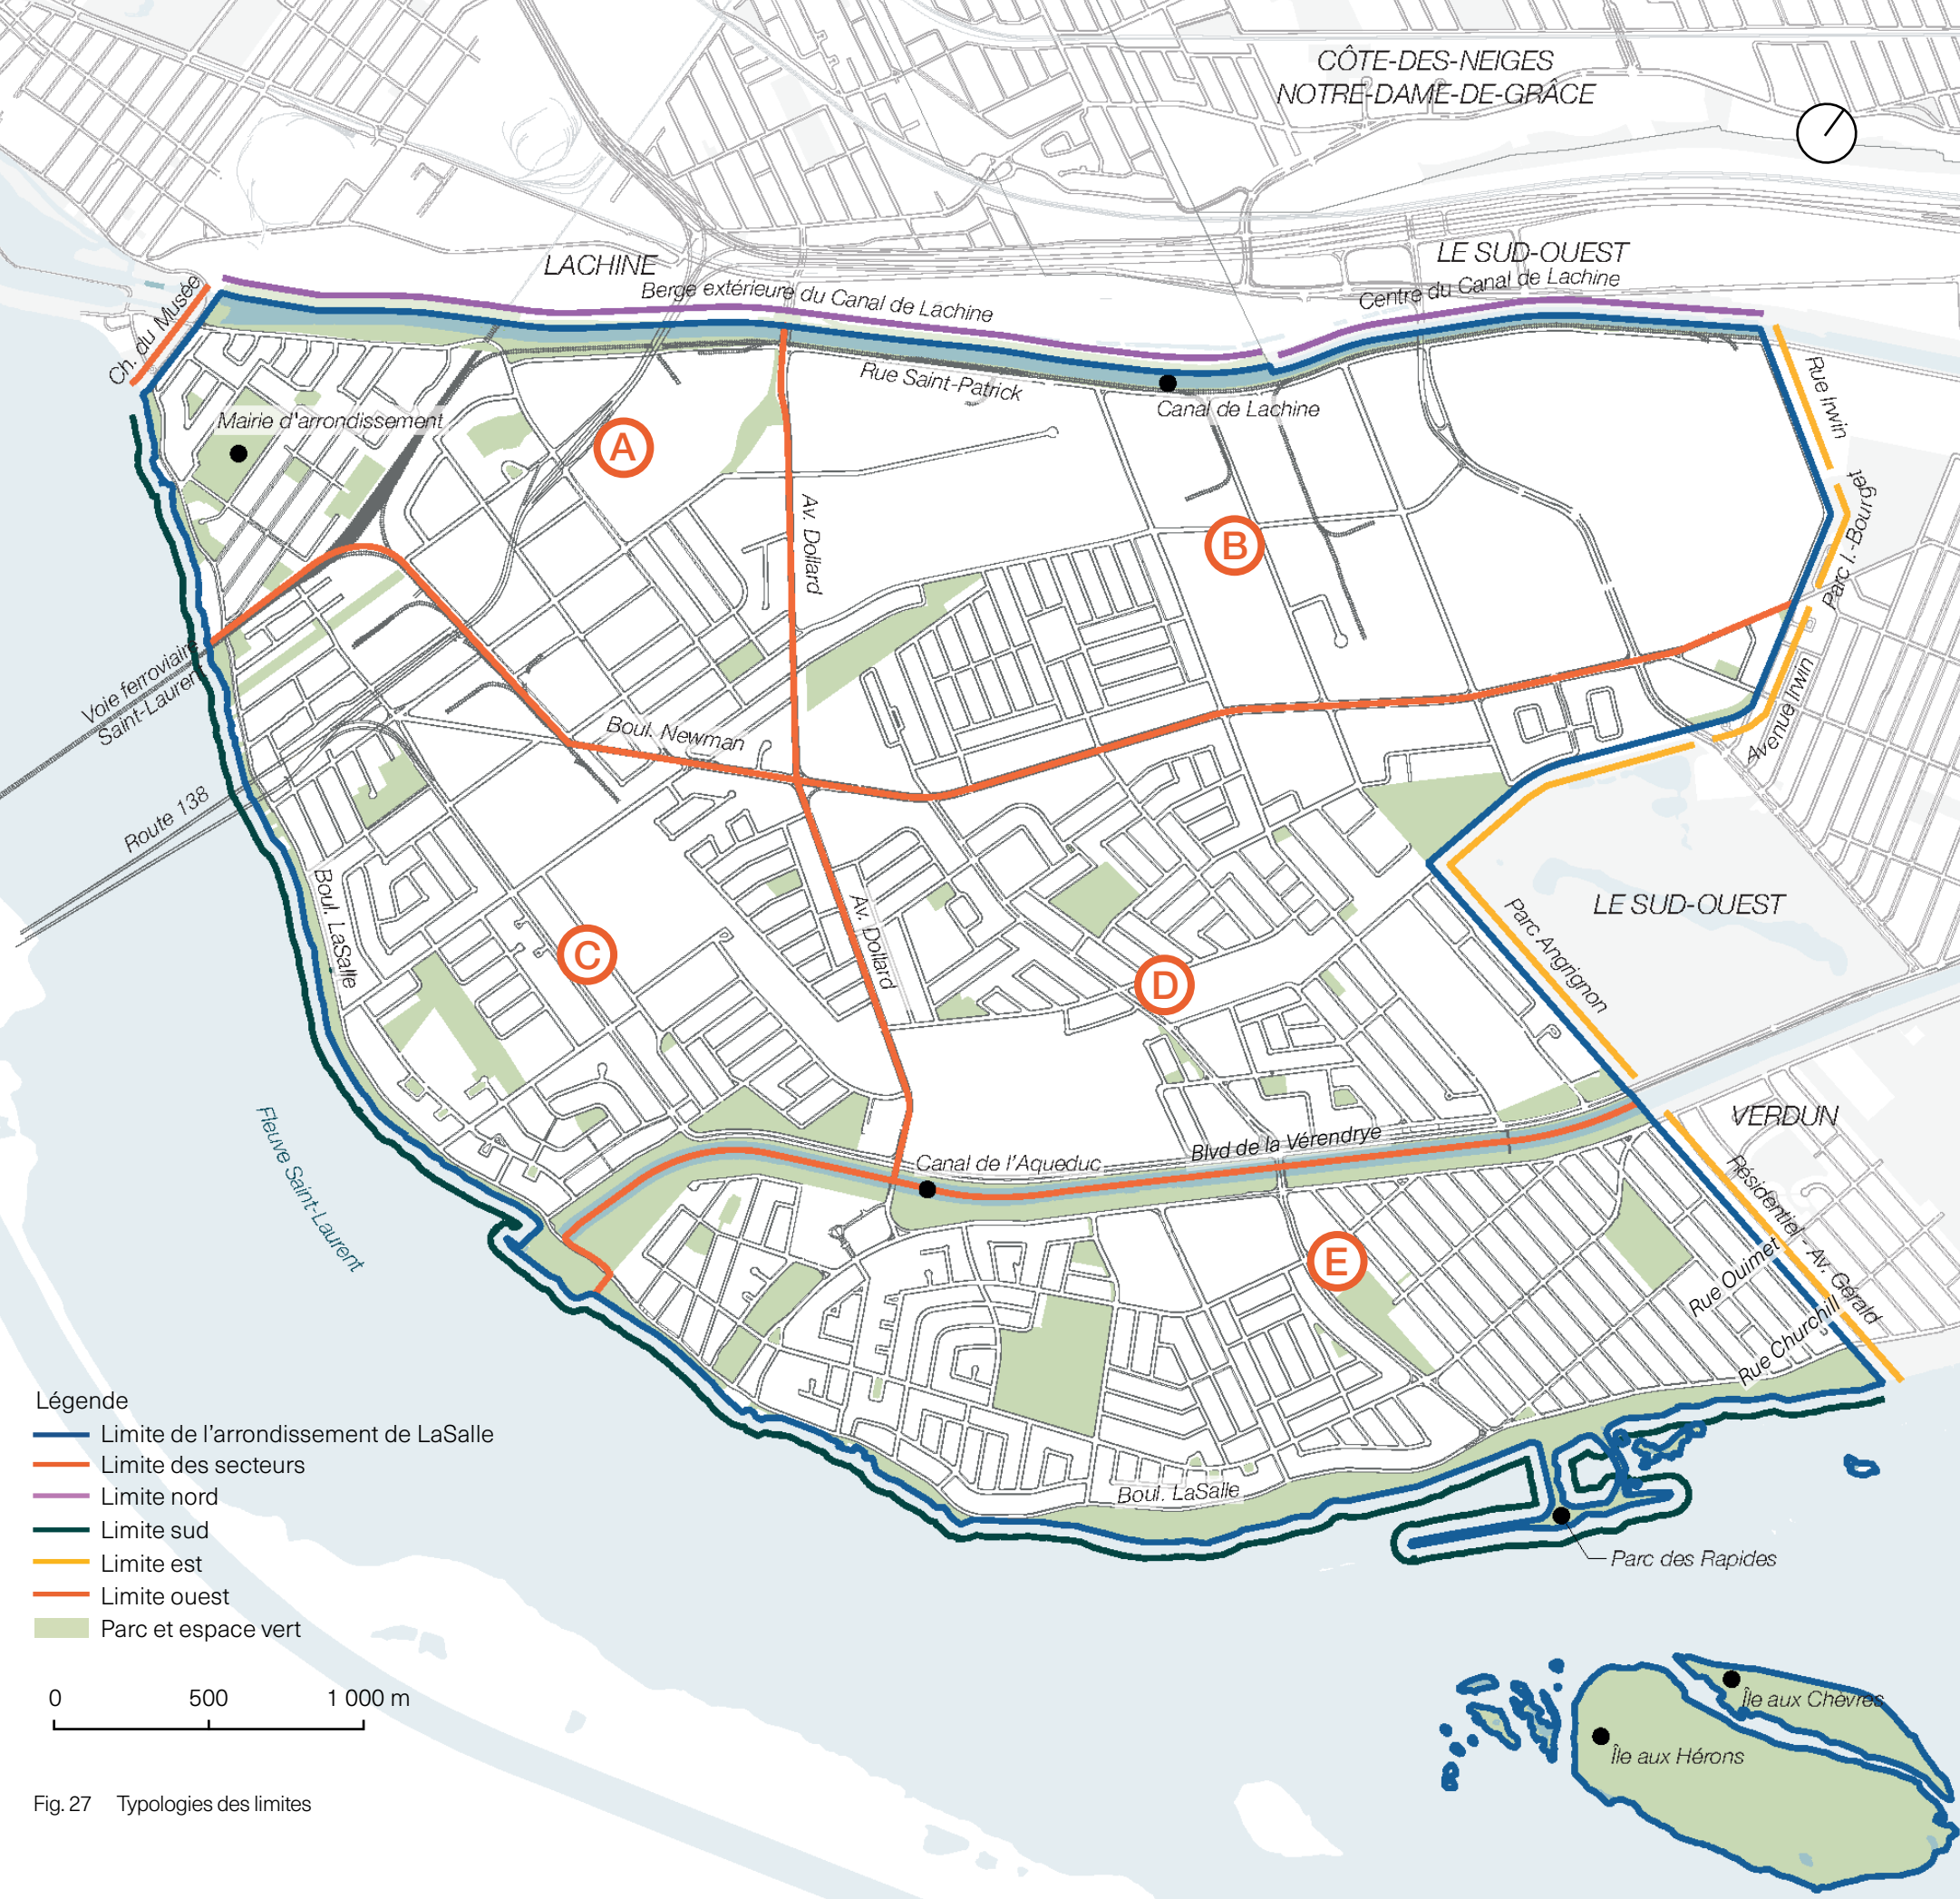 CÔTE-DES-NEIGES
NOTRE-DAME-DE-GRÂCE
LACHINE
LE SUD-OUEST
Berge extérieure du Canal de Lachine
Centre du Canal de Lachine
Ch. du Musée
Rue Saint-Patrick
Canal de Lachine
Rue Irwin
Mairie d'arrondissement
A
Parc I.-Bourget
Av. Dollard
B
Voie ferroviaire
Saint-Laurent
Avenue Irwin
Boul. Newman
Route 138
Boul. LaSalle
Av. Dollard
LE SUD-OUEST
Parc Angrignon
C
D
Fleuve Saint-Laurent
VERDUN
Blvd de la Vérendrye
Canal de l'Aqueduc
Résidentiel - Av. Gérald
E
Rue Ouimet
Rue Churchill
Boul. LaSalle
Parc des Rapides
Île aux Chèvres
Île aux Hérons
Légende
Limite de l'arrondissement de LaSalle
Limite des secteurs
Limite nord
Limite sud
Limite est
Limite ouest
Parc et espace vert
0 500 1 000 m
Fig. 27 Typologies des limites